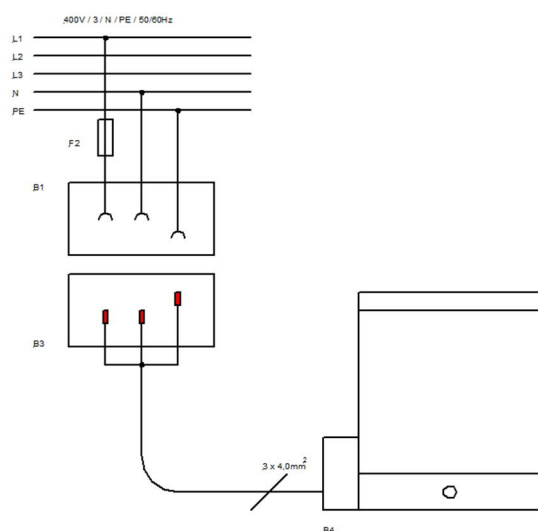 400V / 3 / N / PE / 50/60Hz
L1
L2
L3
N
PE
F2
B1
B3
3 x 4,0mm²
B4